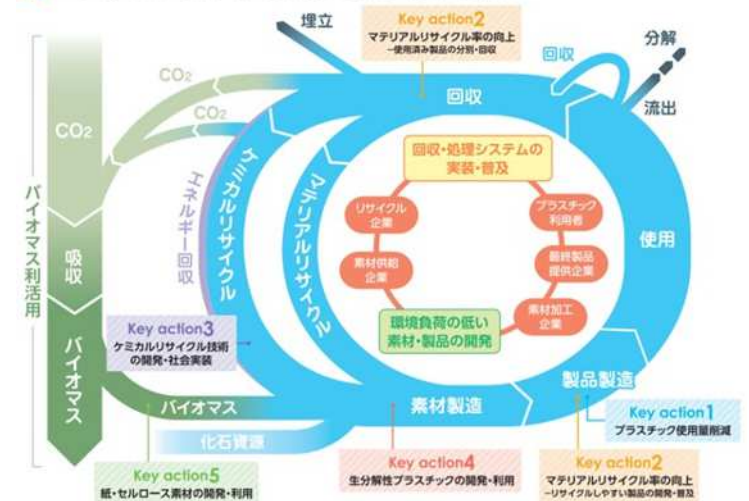 Key action2
マテリアルリサイクル率の向上
−使用済み製品の分別・回収
埋立
回収
分解
流出
CO₂
CO₂
CO₂
回収
回収・処理システムの
実装・普及
リサイクル
企業
プラスチック
利用者
素材供給
企業
最終製品
提供企業
素材加工
企業
環境負荷の低い
素材・製品の開発
使用
エネルギー回収
ケミカルリサイクル
マテリアルリサイクル
バイオマス利活用
吸収
バイオマス
Key action3
ケミカルリサイクル技術
の開発・社会実装
バイオマス
素材製造
製品製造
化石資源
Key action1
プラスチック使用量削減
Key action5
紙・セルロース素材の開発・利用
Key action4
生分解性プラスチックの開発・利用
Key action2
マテリアルリサイクル率の向上
−リサイクルしやすい製品の開発・普及